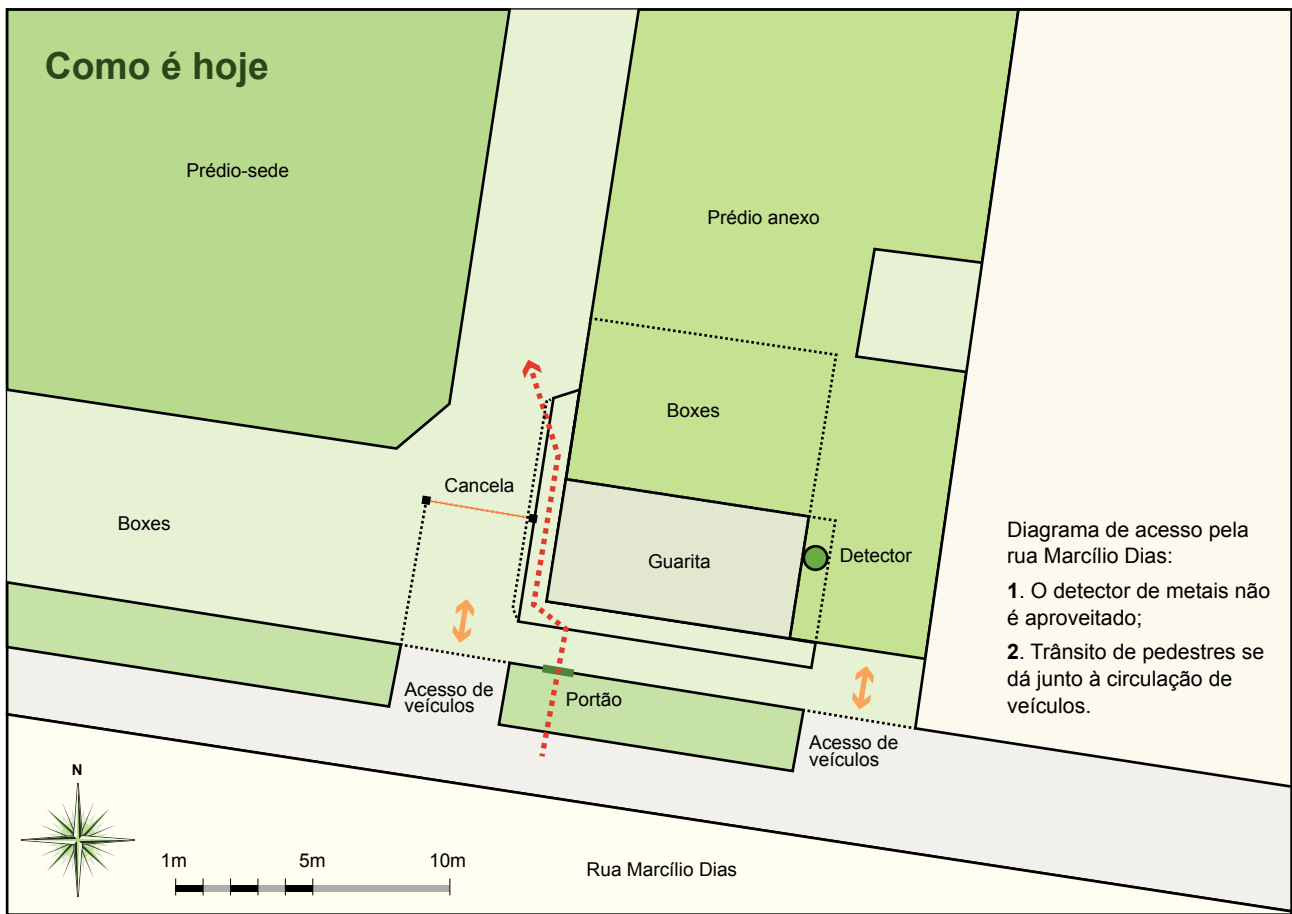 Como é hoje
Prédio-sede
Prédio anexo
Boxes
Cancela
Boxes
Guarita
Detector
Diagrama de acesso pela
rua Marcílio Dias:
1. O detector de metais não
é aproveitado;
2. Trânsito de pedestres se
dá junto à circulação de
veículos.
Acesso de
veículos
Portão
Acesso de
veículos
N
1m 5m 10m
Rua Marcílio Dias